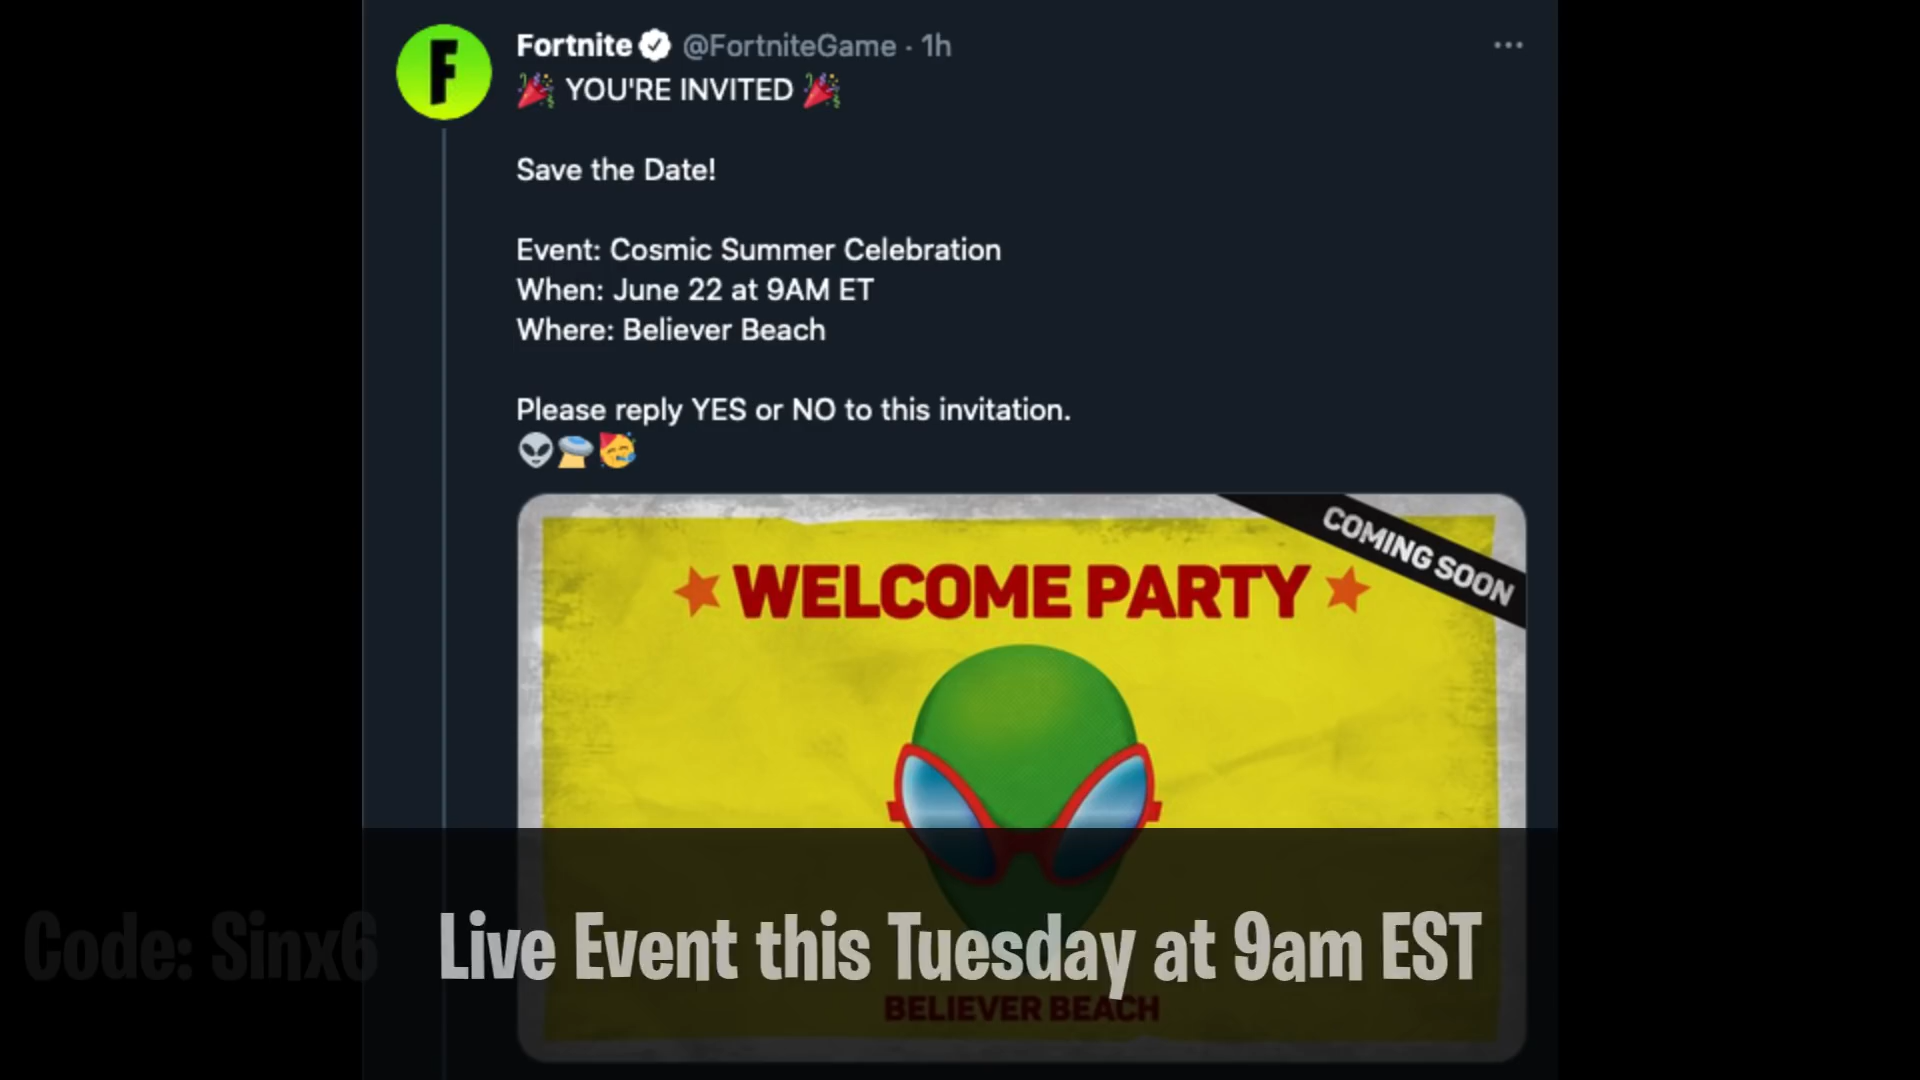 Fortnite @FortniteGame · 1h
🎉 YOU'RE INVITED 🎉
Save the Date!
Event: Cosmic Summer Celebration
When: June 22 at 9AM ET
Where: Believer Beach
Please reply YES or NO to this invitation.
👽🛸🥳
COMING SOON
WELCOME PARTY
Code: Sinx6
Live Event this Tuesday at 9am EST
BELIEVER BEACH